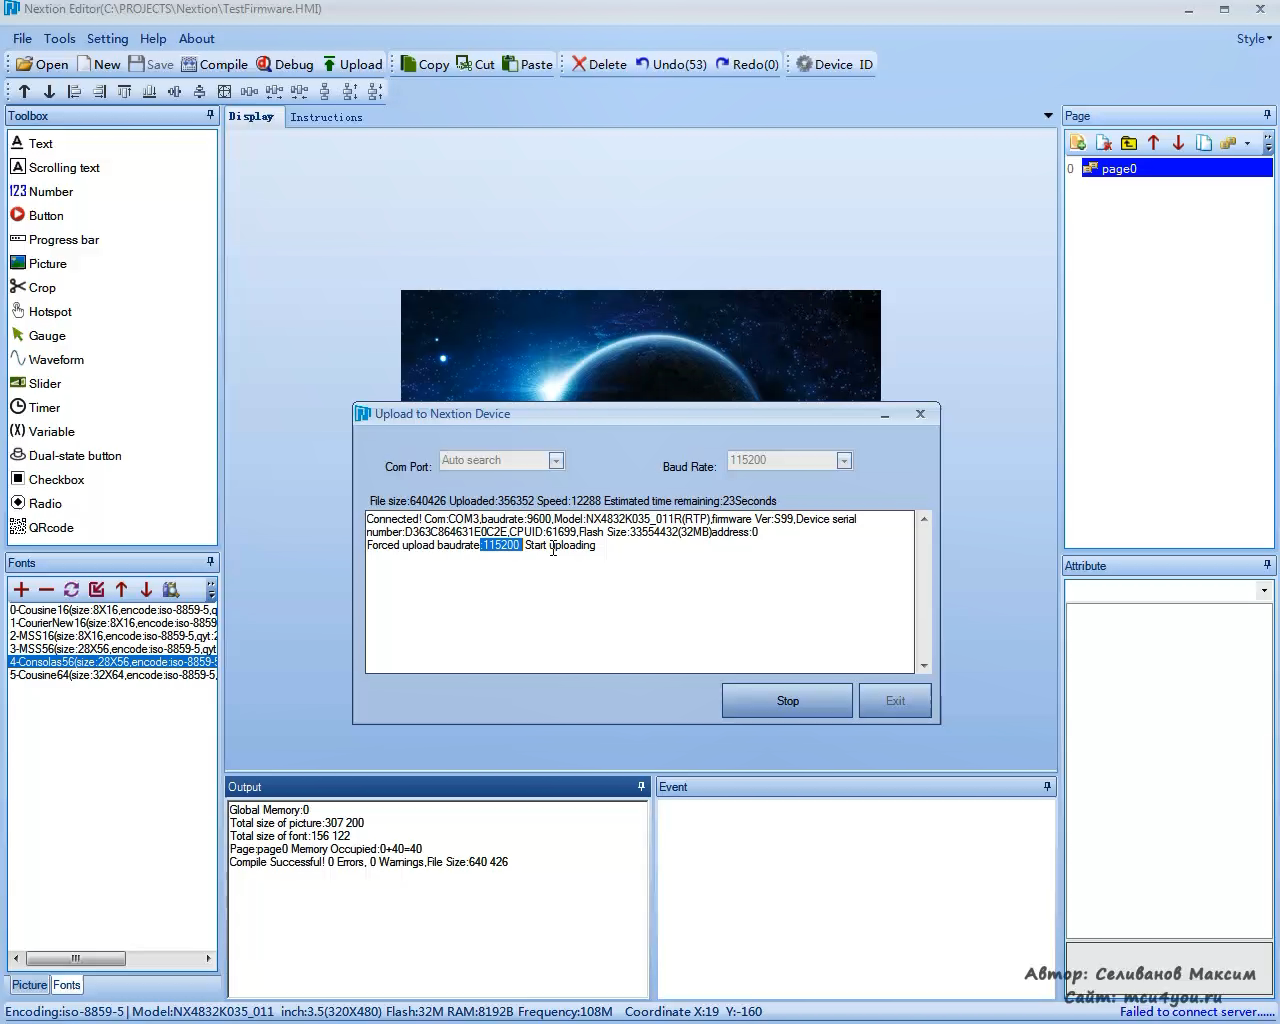 Nextion Editor(C:\PROJECTS\Nextion\TestFirmware.HMI)
File Tools Setting Help About Style
Open New Save Compile Debug Upload Copy Cut Paste Delete Undo(53) Redo(0) Device ID
Toolbox
Text
Scrolling text
Number
Button
Progress bar
Picture
Crop
Hotspot
Gauge
Waveform
Slider
Timer
Variable
Dual-state button
Checkbox
Radio
QRcode
Fonts
0-Cousine16(size:8X16,encode:iso-8859-5,q
1-CourierNew16(size:8X16,encode:iso-8859
2-MSS16(size:8X16,encode:iso-8859-5,qyt:2
3-MSS56(size:28X56,encode:iso-8859-5,qyt
4-Consolas56(size:28X56,encode:iso-8859-5
5-Cousine64(size:32X64,encode:iso-8859-5,
Picture Fonts
Display Instructions
Upload to Nextion Device
Com Port: Auto search Baud Rate: 115200
File size:640426 Uploaded:356352 Speed:12288 Estimated time remaining:23Seconds
Connected! Com:COM3,baudrate:9600,Model:NX4832K035_011R(RTP),firmware Ver:S99,Device serial
number:D363C864631E0C2E,CPUID:61699,Flash Size:33554432(32MB)address:0
Forced upload baudrate:115200 Start uploading
Stop Exit
Output
Global Memory:0
Total size of picture:307 200
Total size of font:156 122
Page:page0 Memory Occupied:0+40=40
Compile Successful! 0 Errors, 0 Warnings,File Size:640 426
Event
Page
0 page0
Attribute
Автор: Селиванов Максим
Сайт: mcu4you.ru
Encoding:iso-8859-5 Model:NX4832K035_011 inch:3.5(320X480) Flash:32M RAM:8192B Frequency:108M Coordinate X:19 Y:-160 Failed to connect server......